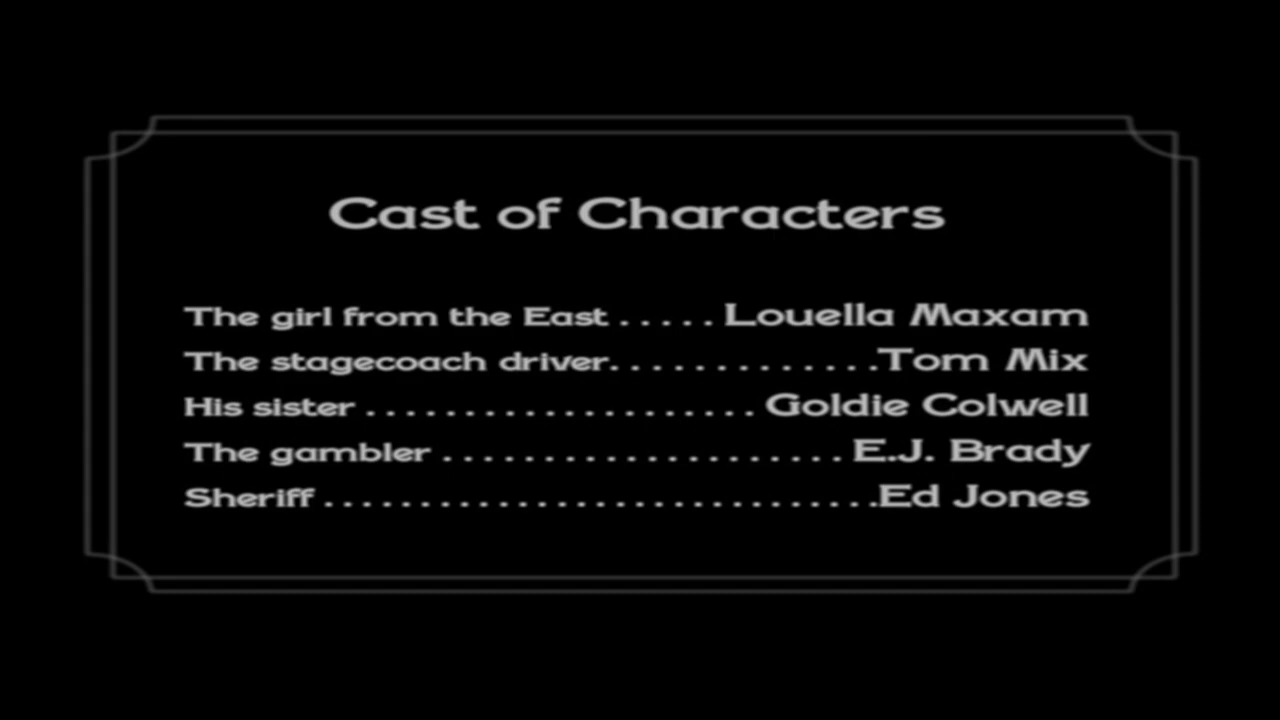 Cast of Characters
The girl from the East . . . . . Louella Maxam
The stagecoach driver. . . . . . . . . . . . .Tom Mix
His sister . . . . . . . . . . . . . . . . . . . . Goldie Colwell
The gambler . . . . . . . . . . . . . . . . . . . . . E.J. Brady
Sheriff . . . . . . . . . . . . . . . . . . . . . . . . . . . . .Ed Jones